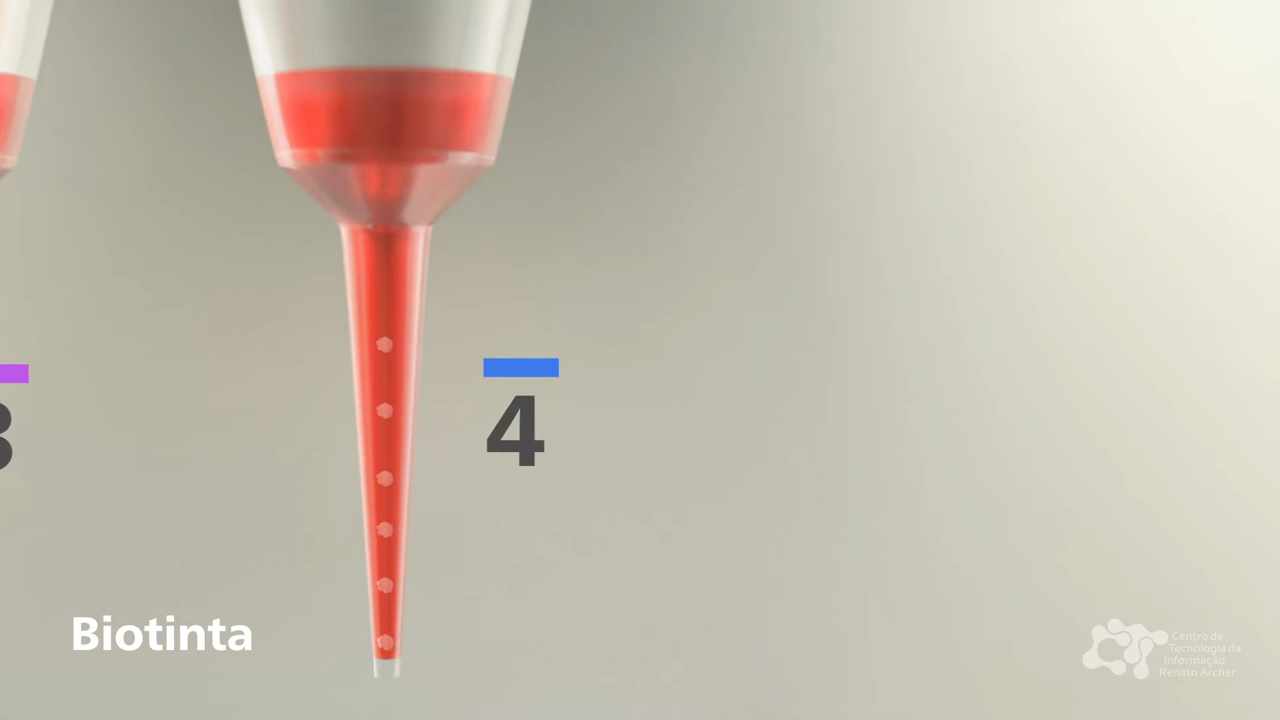 3
4
Biotinta
Centro de
Tecnologia da
Informação
Renato Archer